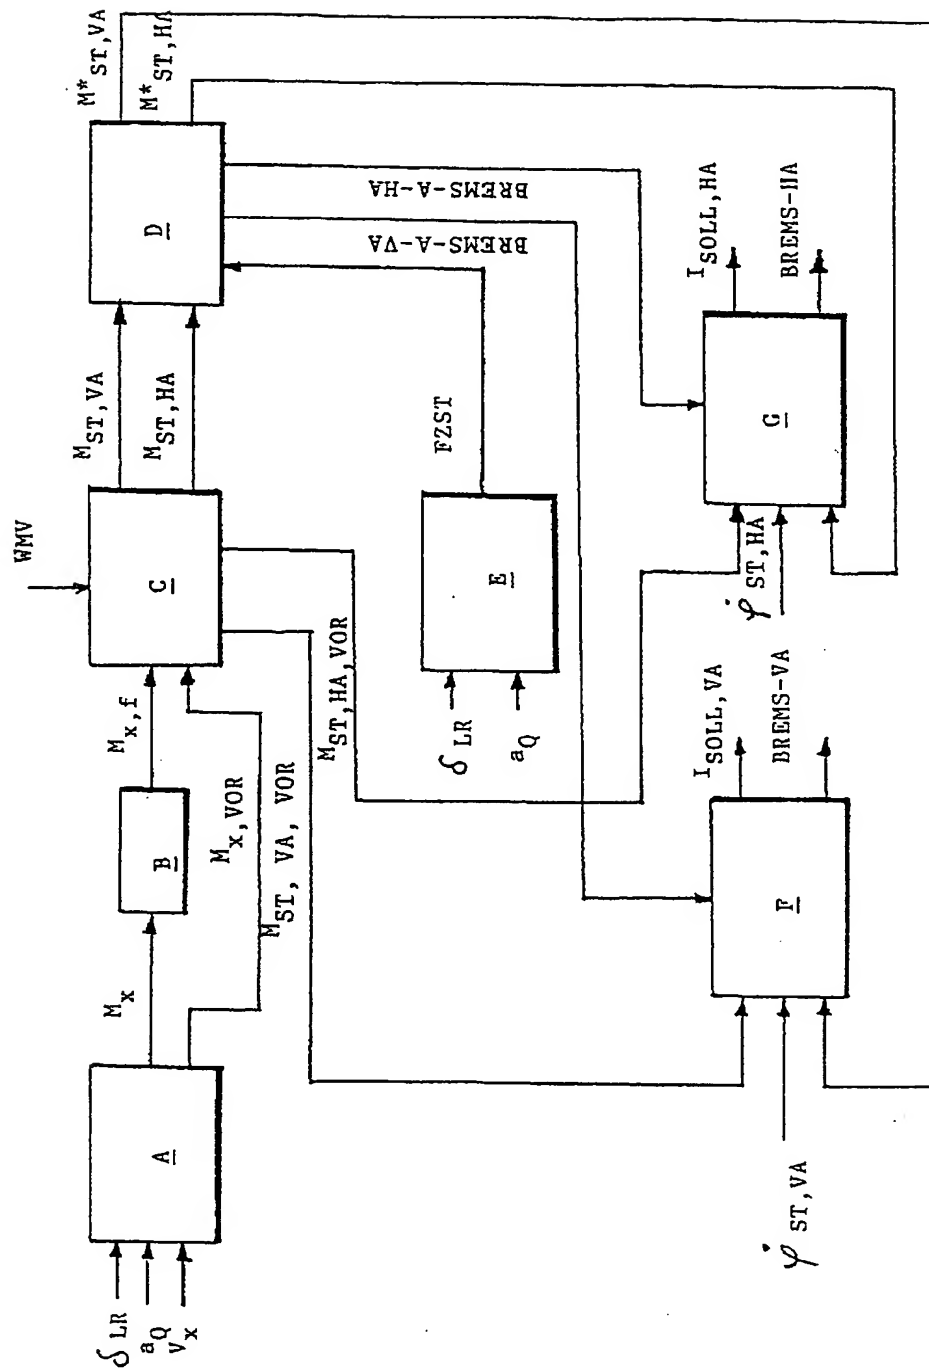 δ LR
aQ
Vx
A
Mx
B
Mx,f
Mx,VOR
MST, VA, VOR
WMV
C
MST,VA
MST,HA
MST,HA,VOR
D
M*ST,VA
M*ST,HA
BREMS-A-HA
BREMS-A-VA
FZST
E
δ LR
aQ
φ̇ ST,VA
F
ISOLL,VA
BREMS-VA
φ̇ ST,HA
G
ISOLL,HA
BREMS-HA